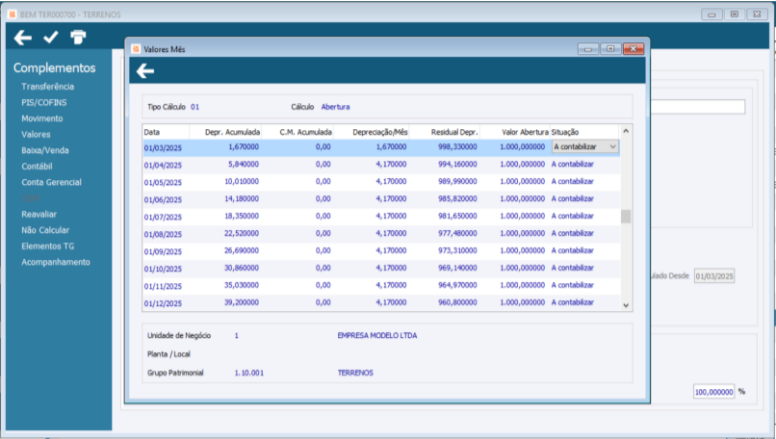 BEM TER000700 - TERRENOS
Complementos
Transferência
PIS/COFINS
Movimento
Valores
Baixa/Venda
Contábil
Conta Gerencial
Reavaliar
Não Calcular
Elementos TG
Acompanhamento
Valores Mês
Tipo Cálculo 01 Cálculo Abertura
Data Depr. Acumulada C.M. Acumulada Depreciação/Mês Residual Depr. Valor Abertura Situação
01/03/2025 1,670000 0,00 1,670000 998,330000 1.000,000000 A contabilizar
01/04/2025 5,840000 0,00 4,170000 994,160000 1.000,000000 A contabilizar
01/05/2025 10,010000 0,00 4,170000 989,990000 1.000,000000 A contabilizar
01/06/2025 14,180000 0,00 4,170000 985,820000 1.000,000000 A contabilizar
01/07/2025 18,350000 0,00 4,170000 981,650000 1.000,000000 A contabilizar
01/08/2025 22,520000 0,00 4,170000 977,480000 1.000,000000 A contabilizar
01/09/2025 26,690000 0,00 4,170000 973,310000 1.000,000000 A contabilizar
01/10/2025 30,860000 0,00 4,170000 969,140000 1.000,000000 A contabilizar
01/11/2025 35,030000 0,00 4,170000 964,970000 1.000,000000 A contabilizar
01/12/2025 39,200000 0,00 4,170000 960,800000 1.000,000000 A contabilizar
Unidade de Negócio 1 EMPRESA MODELO LTDA
Planta / Local
Grupo Patrimonial 1.10.001 TERRENOS
ulado Desde 01/03/2025
100,000000 %